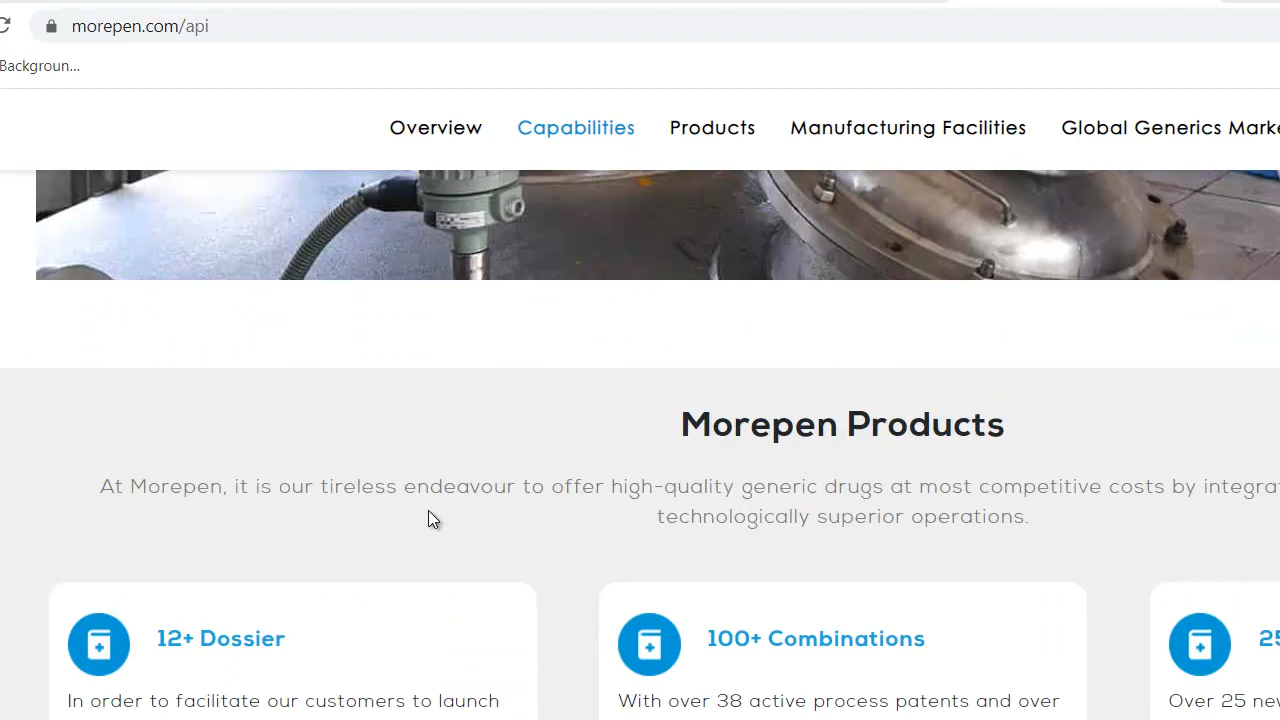 morepen.com/api
Backgroun...
Overview Capabilities Products Manufacturing Facilities Global Generics Marke
Morepen Products
At Morepen, it is our tireless endeavour to offer high-quality generic drugs at most competitive costs by integrat
technologically superior operations.
12+ Dossier 100+ Combinations 25
In order to facilitate our customers to launch With over 38 active process patents and over Over 25 new